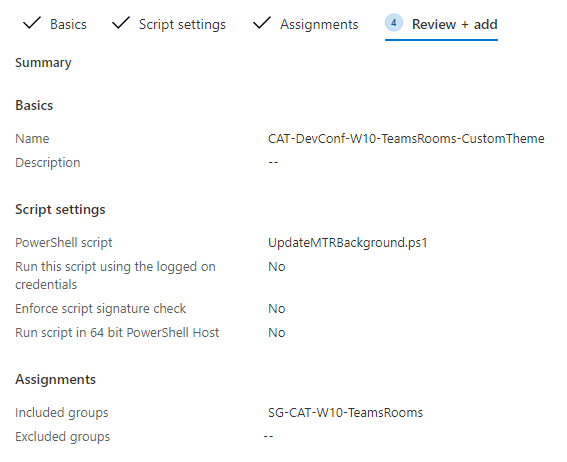 Basics Script settings Assignments 4 Review + add
Summary
Basics
Name CAT-DevConf-W10-TeamsRooms-CustomTheme
Description --
Script settings
PowerShell script UpdateMTRBackground.ps1
Run this script using the logged on No
credentials
Enforce script signature check No
Run script in 64 bit PowerShell Host No
Assignments
Included groups SG-CAT-W10-TeamsRooms
Excluded groups --